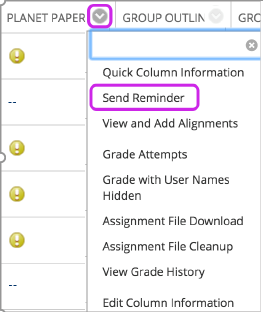 PLANET PAPER GROUP OUTLIN GRO
Quick Column Information
Send Reminder
-- View and Add Alignments
Grade Attempts
Grade with User Names
Hidden
Assignment File Download
Assignment File Cleanup
View Grade History
--
Edit Column Information